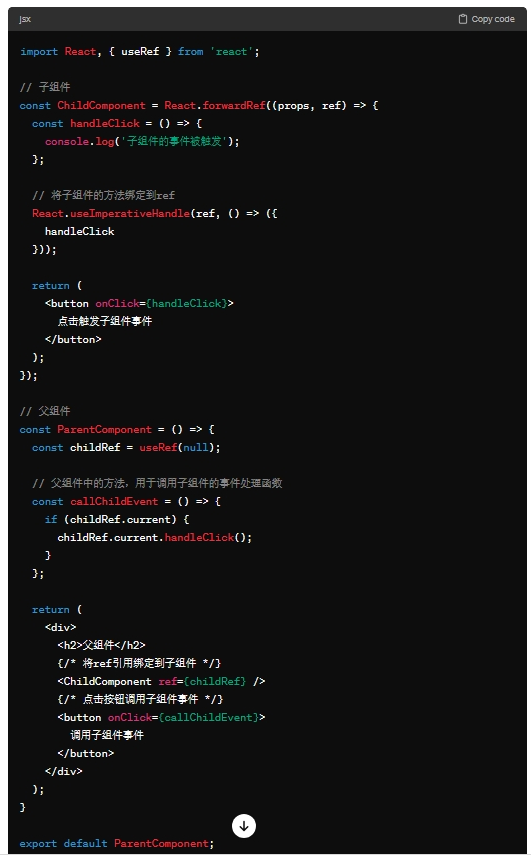 jsx
Copy code
import React, { useRef } from 'react';
// 子组件
const ChildComponent = React.forwardRef((props, ref) => {
  const handleClick = () => {
    console.log('子组件的事件被触发');
  };
  // 将子组件的方法绑定到ref
  React.useImperativeHandle(ref, () => ({
    handleClick
  }));
  return (
    <button onClick={handleClick}>
      点击触发子组件事件
    </button>
  );
});
// 父组件
const ParentComponent = () => {
  const childRef = useRef(null);
  // 父组件中的方法，用于调用子组件的事件处理函数
  const callChildEvent = () => {
    if (childRef.current) {
      childRef.current.handleClick();
    }
  };
  return (
    <div>
      <h2>父组件</h2>
      {/* 将ref引用绑定到子组件 */}
      <ChildComponent ref={childRef} />
      {/* 点击按钮调用子组件事件 */}
      <button onClick={callChildEvent}>
        调用子组件事件
      </button>
    </div>
  );
}
export default ParentComponent;